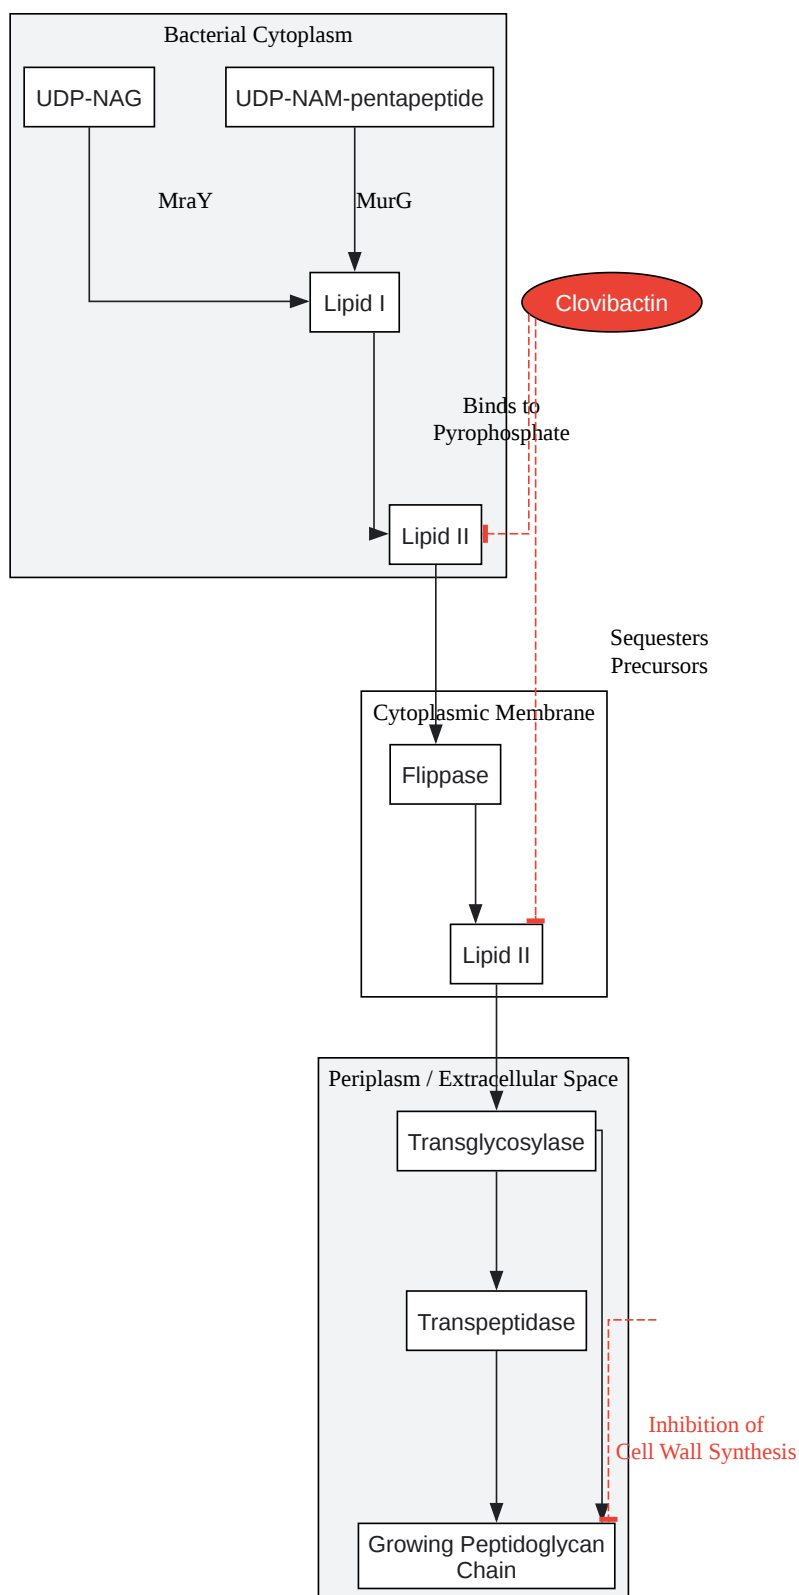 Bacterial Cytoplasm
UDP-NAG
UDP-NAM-pentapeptide
MraY
MurG
Lipid I
Clovibactin
Binds to
Pyrophosphate
Lipid II
Sequesters
Precursors
Cytoplasmic Membrane
Flippase
Lipid II
Periplasm / Extracellular Space
Transglycosylase
Transpeptidase
Inhibition of
Cell Wall Synthesis
Growing Peptidoglycan
Chain